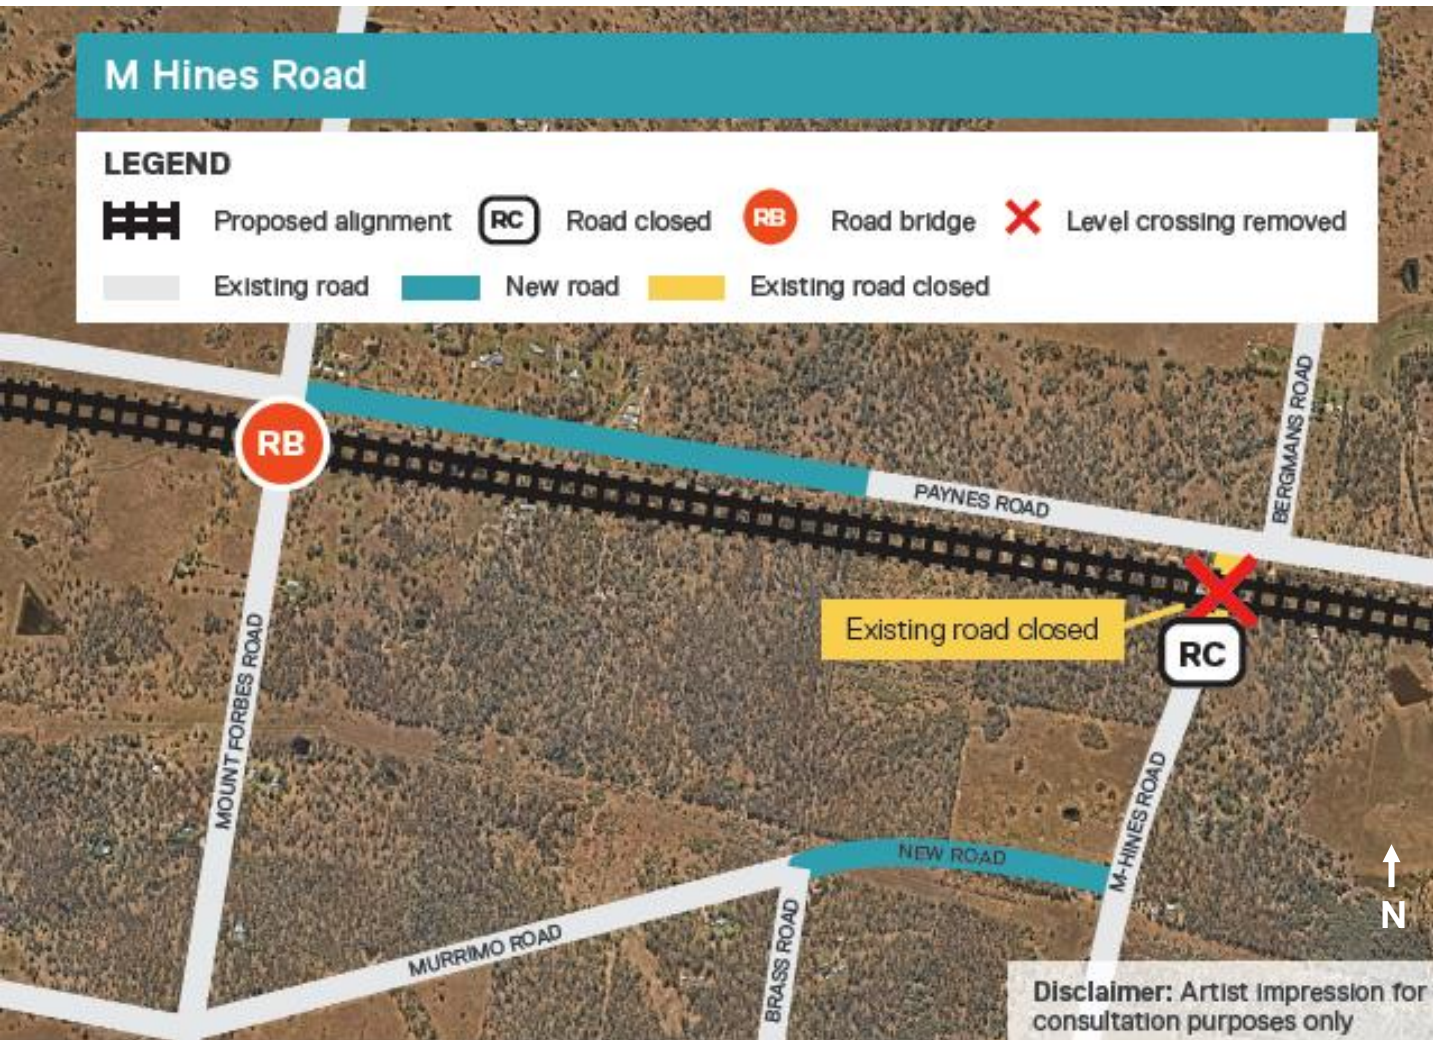 M Hines Road
LEGEND
Proposed alignment
RC
Road closed
RB
Road bridge
Level crossing removed
Existing road
New road
Existing road closed
BERGMANS ROAD
RB
PAYNES ROAD
Existing road closed
RC
MOUNT FORBES ROAD
M-HINES ROAD
NEW ROAD
N
MURRIMO ROAD
BRASS ROAD
Disclaimer: Artist impression for
consultation purposes only